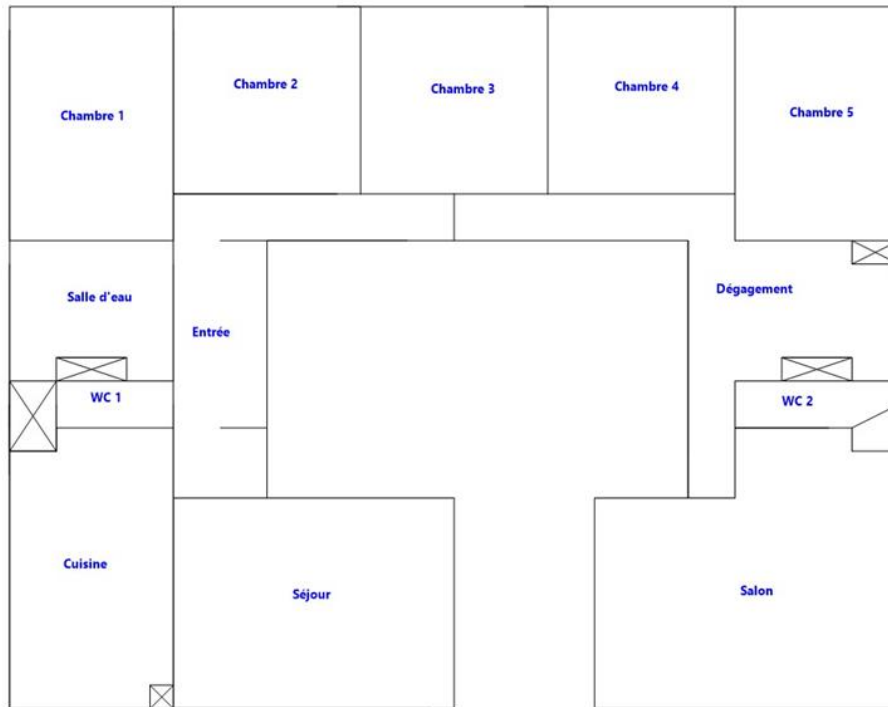 Chambre 1
Chambre 2
Chambre 3
Chambre 4
Chambre 5
Salle d'eau
Dégagement
Entrée
WC 1
WC 2
Cuisine
Séjour
Salon